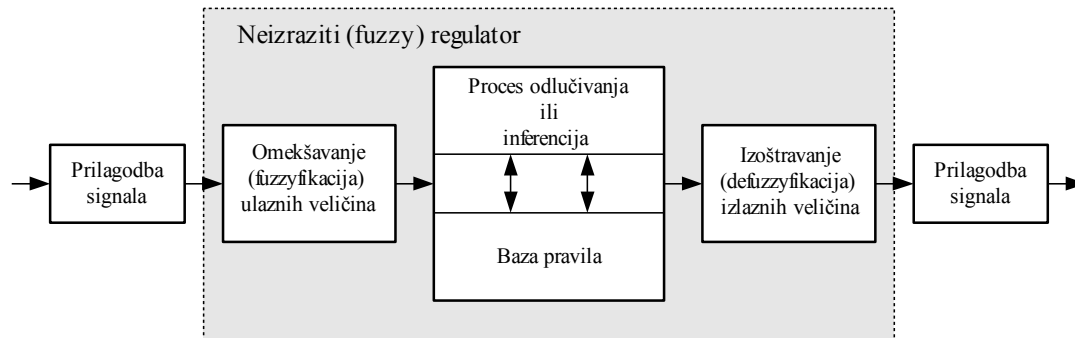 Neizraziti (fuzzy) regulator
Prilagodba
signala
Omekšavanje
(fuzzyfikacija)
ulaznih veličina
Proces odlučivanja
ili
inferencija
Baza pravila
Izoštravanje
(defuzzyfikacija)
izlaznih veličina
Prilagodba
signala